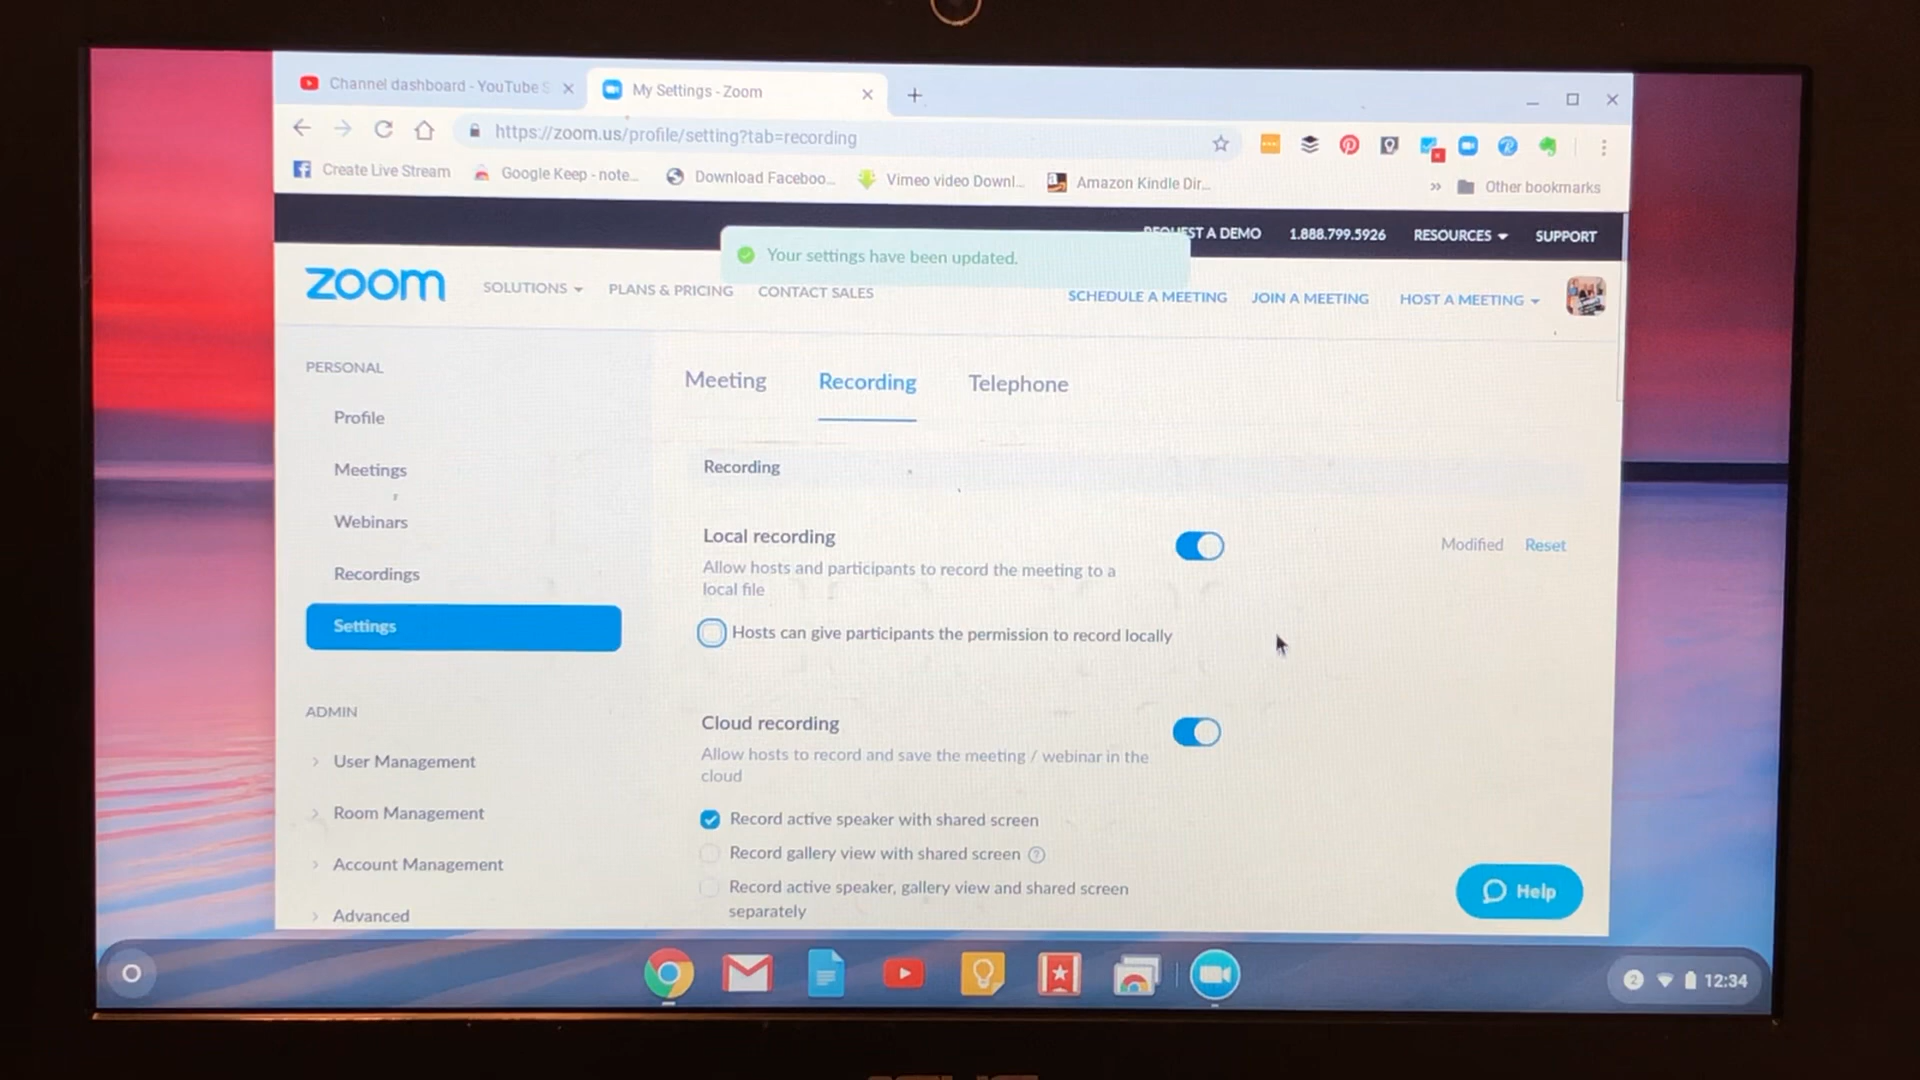 Channel dashboard - YouTube S
My Settings - Zoom
https://zoom.us/profile/setting?tab=recording
Create Live Stream
Google Keep - note...
Download Faceboo...
Vimeo video Downl...
Amazon Kindle Dir...
Other bookmarks
REQUEST A DEMO
1.888.799.5926
RESOURCES
SUPPORT
Your settings have been updated.
zoom
SOLUTIONS
PLANS & PRICING
CONTACT SALES
SCHEDULE A MEETING
JOIN A MEETING
HOST A MEETING
PERSONAL
Profile
Meetings
Webinars
Recordings
Settings
ADMIN
User Management
Room Management
Account Management
Advanced
Meeting
Recording
Telephone
Recording
Local recording
Modified
Reset
Allow hosts and participants to record the meeting to a
local file
Hosts can give participants the permission to record locally
Cloud recording
Allow hosts to record and save the meeting / webinar in the
cloud
Record active speaker with shared screen
Record gallery view with shared screen
Record active speaker, gallery view and shared screen
separately
Help
2
12:34